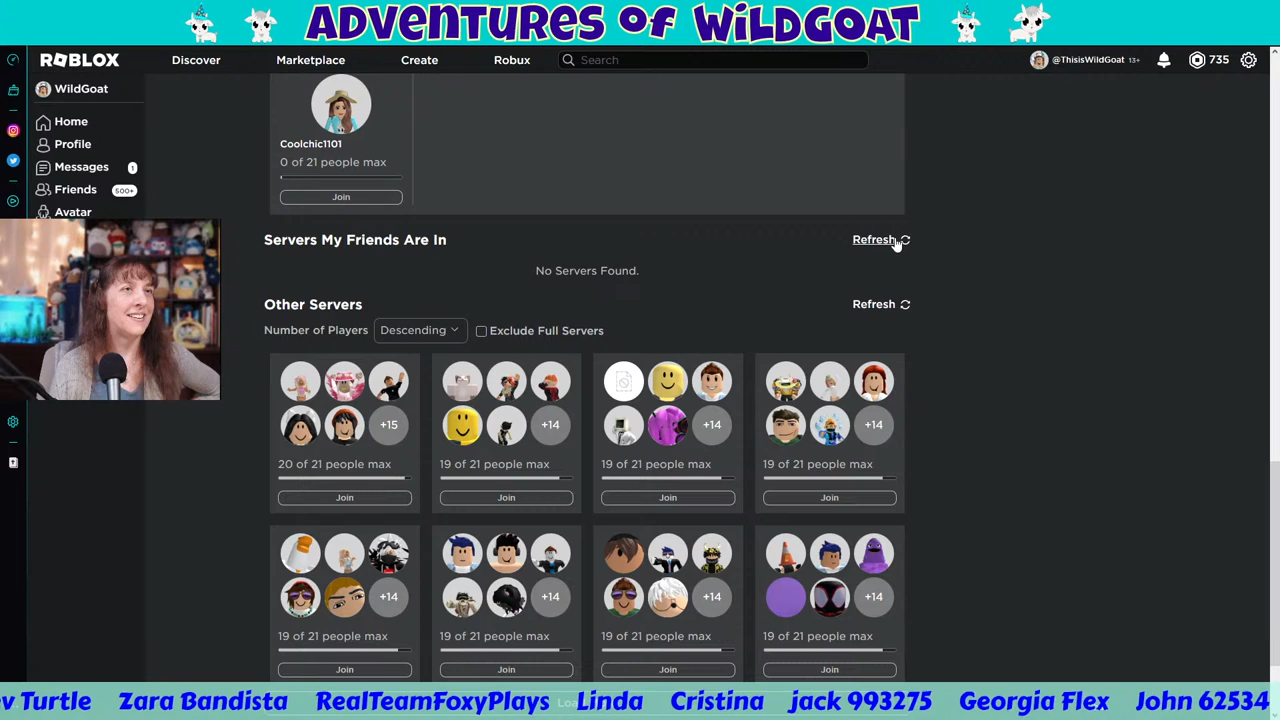 ADVENTURES OF WiLDGOAT
ROBLOX Discover Marketplace Create Robux Search @ThisisWildGoat 13+ 735
WildGoat
Home
Profile
Messages 1
Friends 500+
Avatar
Coolchic1101
0 of 21 people max
Join
Servers My Friends Are In Refresh
No Servers Found.
Other Servers Refresh
Number of Players Descending Exclude Full Servers
+15 +14 +14 +14
20 of 21 people max 19 of 21 people max 19 of 21 people max 19 of 21 people max
Join Join Join Join
+14 +14 +14 +14
19 of 21 people max 19 of 21 people max 19 of 21 people max 19 of 21 people max
Join Join Join Join
ev Turtle Zara Bandista RealTeamFoxyPlays Linda Cristina jack 993275 Georgia Flex John 62534